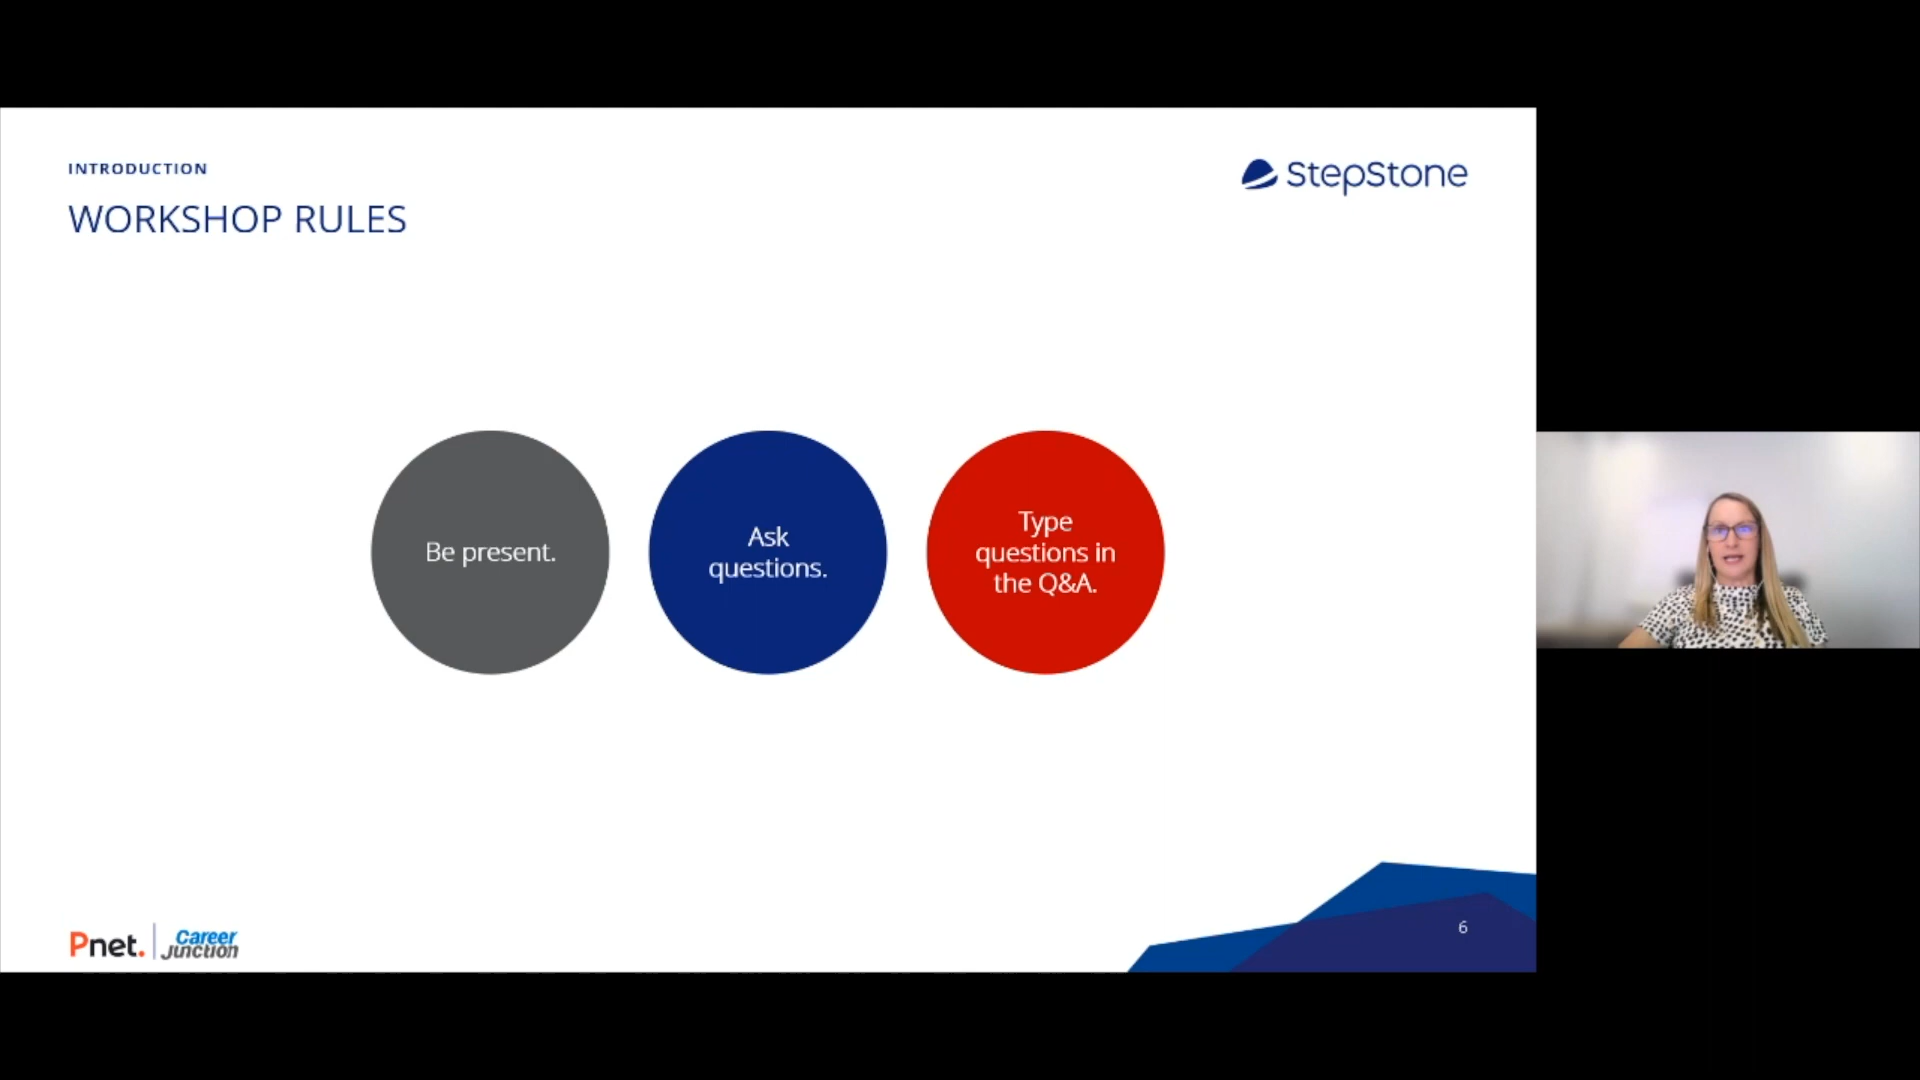 INTRODUCTION
WORKSHOP RULES
StepStone
Be present.
Ask
questions.
Type
questions in
the Q&A.
Pnet.
Career
Junction
6